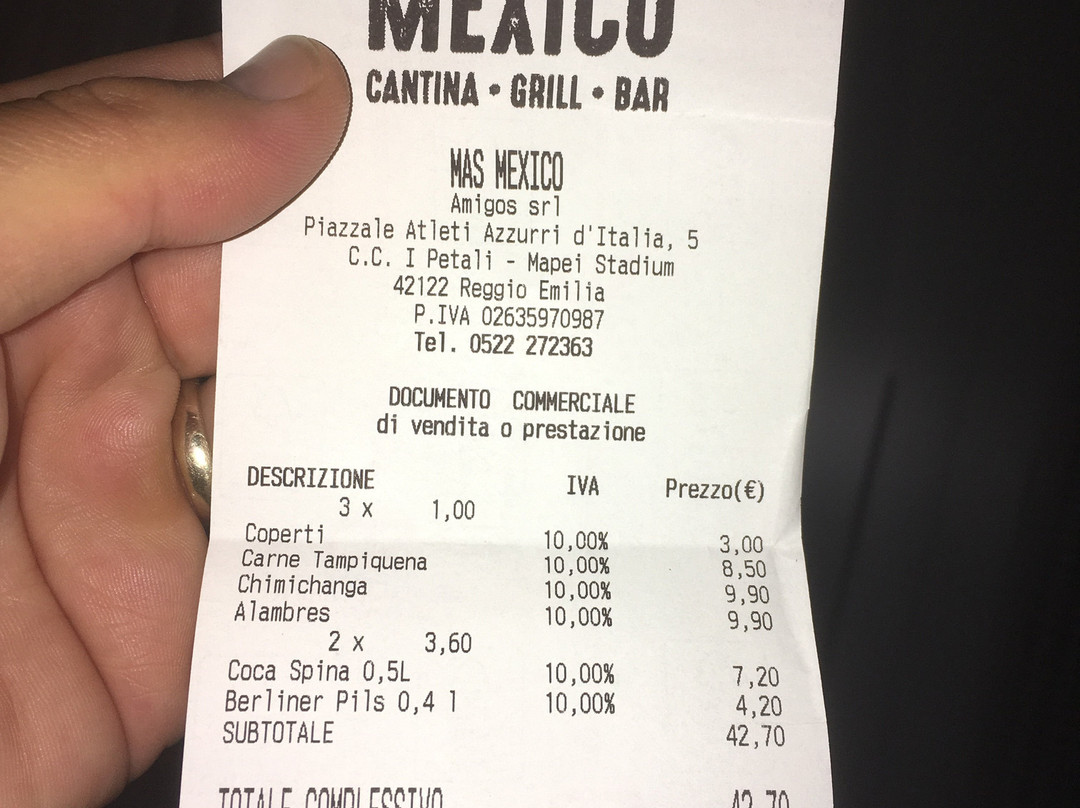 MEXICO
CANTINA • GRILL • BAR
MAS MEXICO
Amigos srl
Piazzale Atleti Azzurri d'Italia, 5
C.C. I Petali - Mapei Stadium
42122 Reggio Emilia
P.IVA 02635970987
Tel. 0522 272363
DOCUMENTO COMMERCIALE
di vendita o prestazione
DESCRIZIONE IVA Prezzo(€)
3 x 1,00
Coperti 10,00% 3,00
Carne Tampiquena 10,00% 8,50
Chimichanga 10,00% 9,90
Alambres 10,00% 9,90
2 x 3,60
Coca Spina 0,5L 10,00% 7,20
Berliner Pils 0,4 l 10,00% 4,20
SUBTOTALE 42,70
TOTALE COMPLESSIVO 42,70